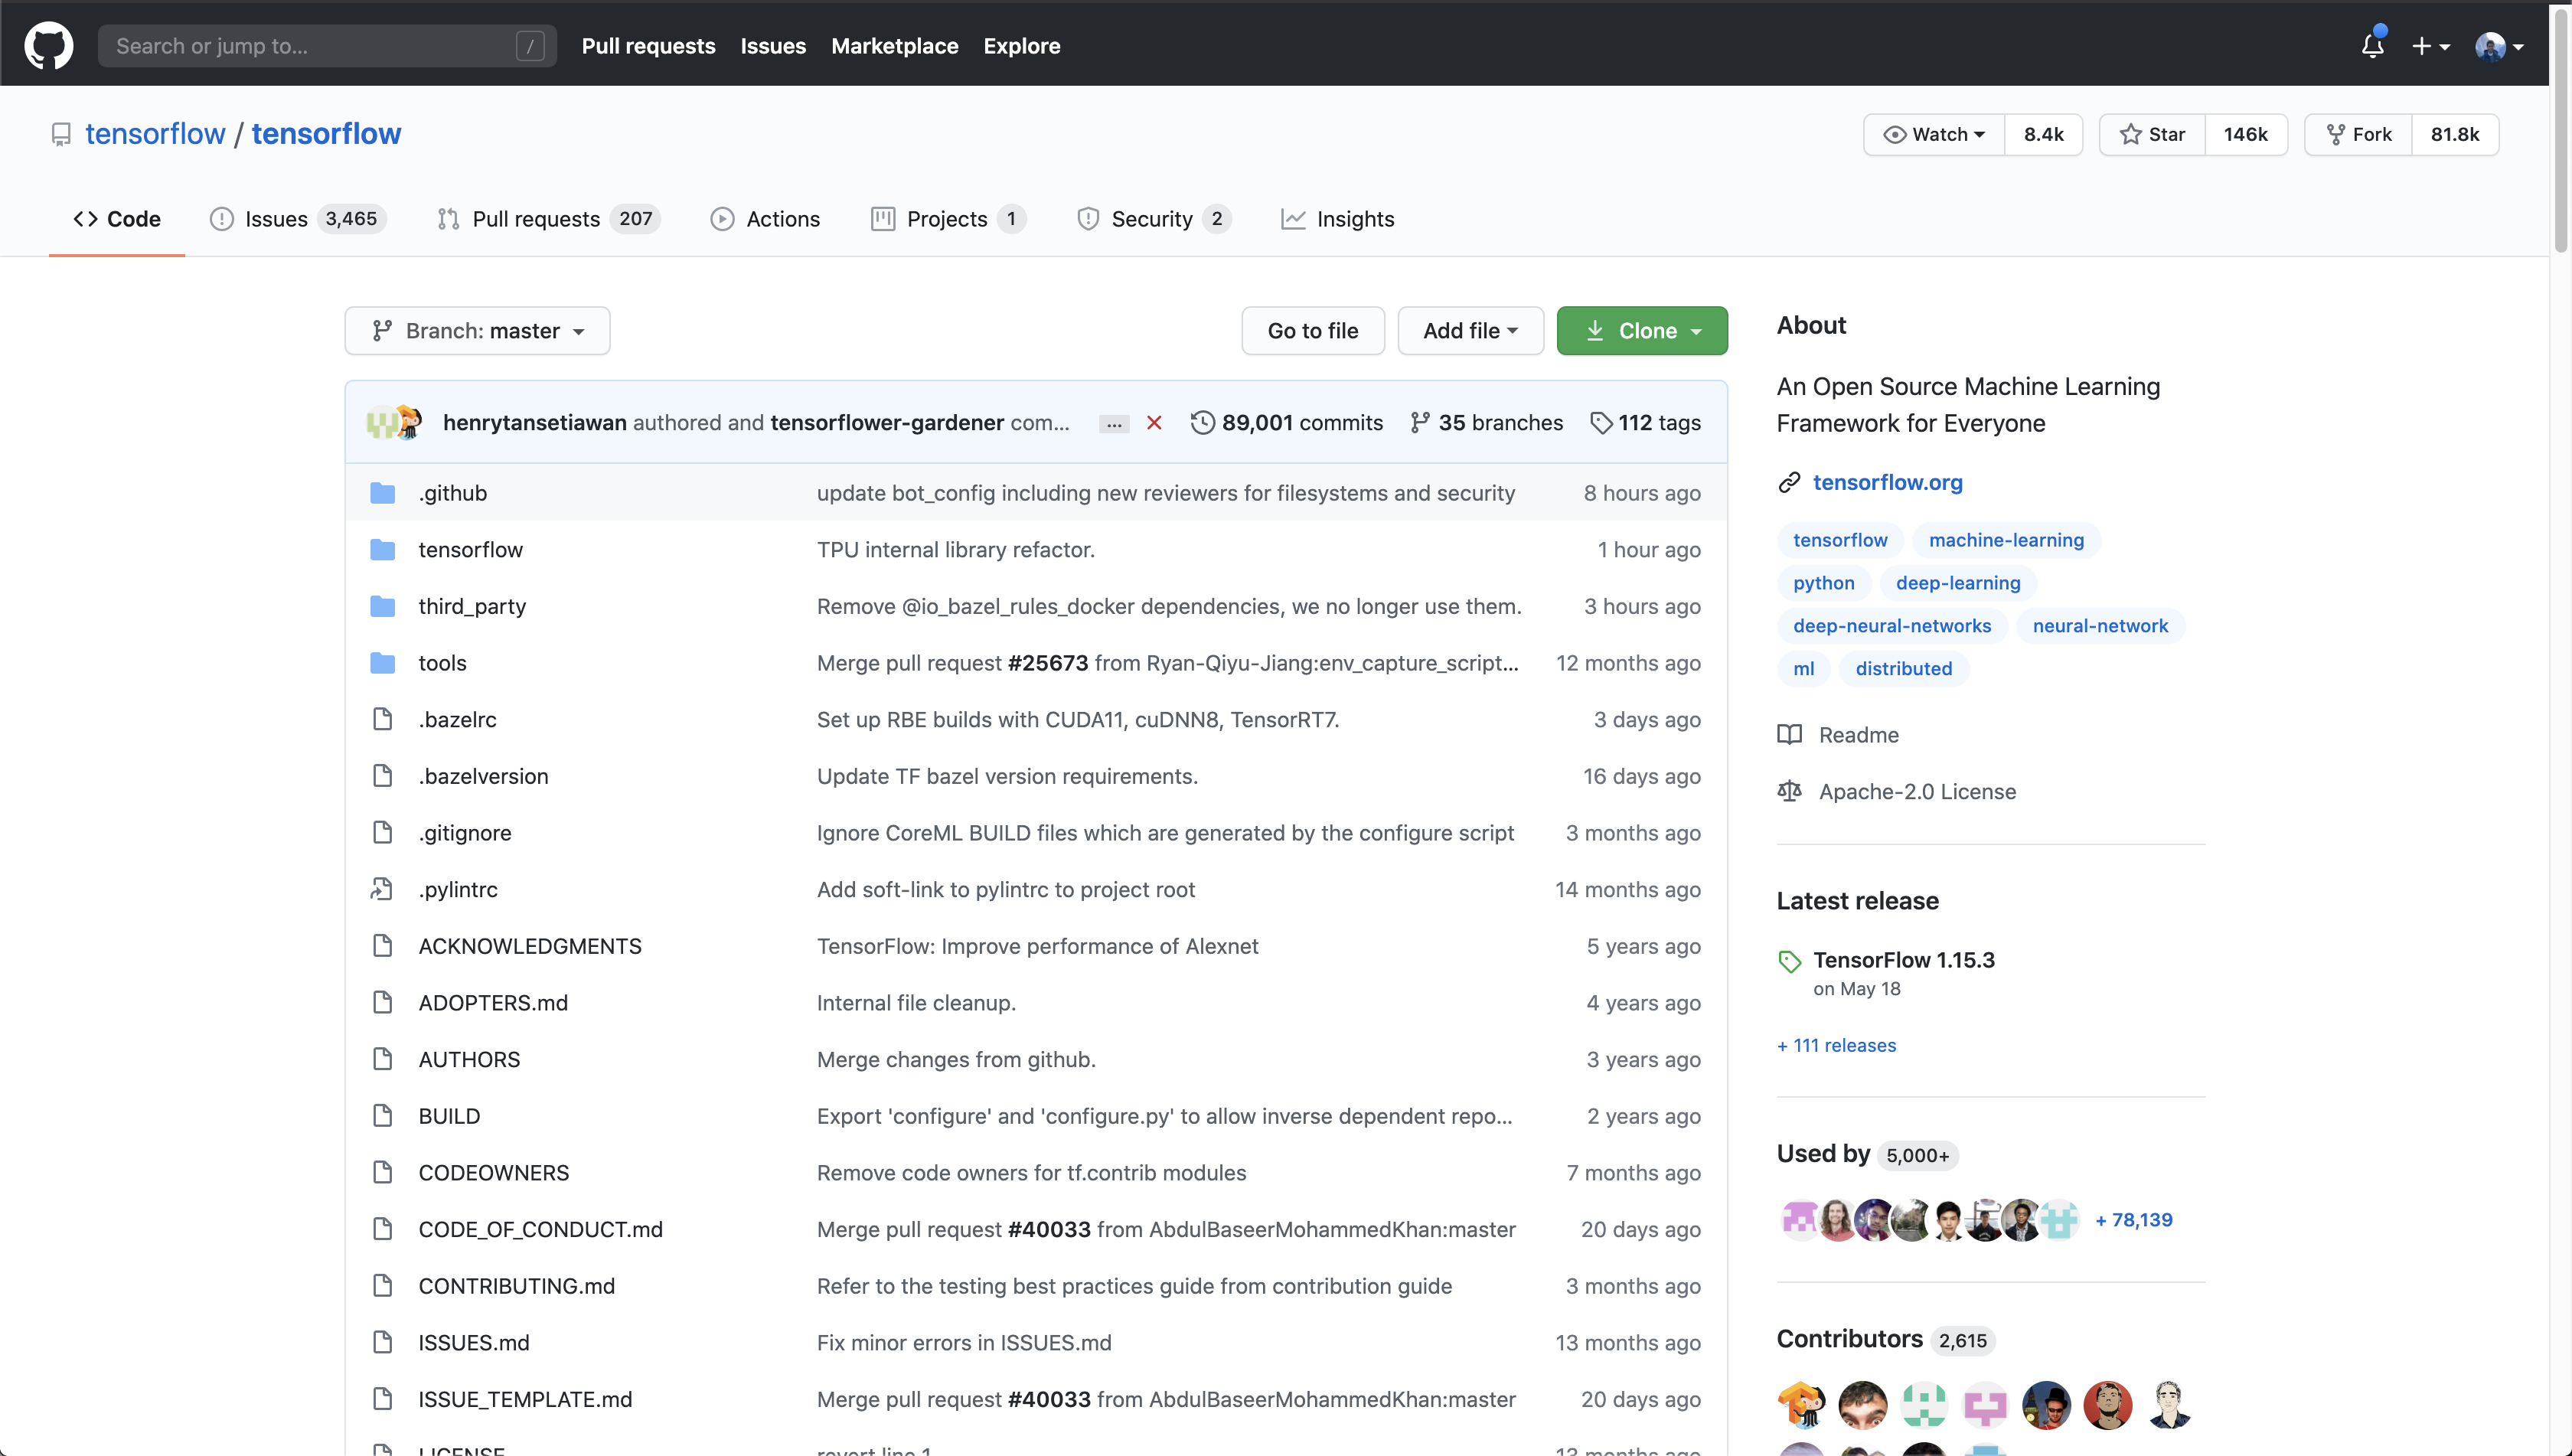 Search or jump to... /
Pull requests Issues Marketplace Explore
tensorflow / tensorflow
Watch 8.4k Star 146k Fork 81.8k
Code Issues 3,465 Pull requests 207 Actions Projects 1 Security 2 Insights
Branch: master Go to file Add file Clone
henrytansetiawan authored and tensorflower-gardener com... ... 89,001 commits 35 branches 112 tags
.github update bot_config including new reviewers for filesystems and security 8 hours ago
tensorflow TPU internal library refactor. 1 hour ago
third_party Remove @io_bazel_rules_docker dependencies, we no longer use them. 3 hours ago
tools Merge pull request #25673 from Ryan-Qiyu-Jiang:env_capture_script... 12 months ago
.bazelrc Set up RBE builds with CUDA11, cuDNN8, TensorRT7. 3 days ago
.bazelversion Update TF bazel version requirements. 16 days ago
.gitignore Ignore CoreML BUILD files which are generated by the configure script 3 months ago
.pylintrc Add soft-link to pylintrc to project root 14 months ago
ACKNOWLEDGMENTS TensorFlow: Improve performance of Alexnet 5 years ago
ADOPTERS.md Internal file cleanup. 4 years ago
AUTHORS Merge changes from github. 3 years ago
BUILD Export 'configure' and 'configure.py' to allow inverse dependent repo... 2 years ago
CODEOWNERS Remove code owners for tf.contrib modules 7 months ago
CODE_OF_CONDUCT.md Merge pull request #40033 from AbdulBaseerMohammedKhan:master 20 days ago
CONTRIBUTING.md Refer to the testing best practices guide from contribution guide 3 months ago
ISSUES.md Fix minor errors in ISSUES.md 13 months ago
ISSUE_TEMPLATE.md Merge pull request #40033 from AbdulBaseerMohammedKhan:master 20 days ago
LICENSE revert line 1 13 months ago
About
An Open Source Machine Learning
Framework for Everyone
tensorflow.org
tensorflow machine-learning
python deep-learning
deep-neural-networks neural-network
ml distributed
Readme
Apache-2.0 License
Latest release
TensorFlow 1.15.3
on May 18
+ 111 releases
Used by 5,000+
+ 78,139
Contributors 2,615